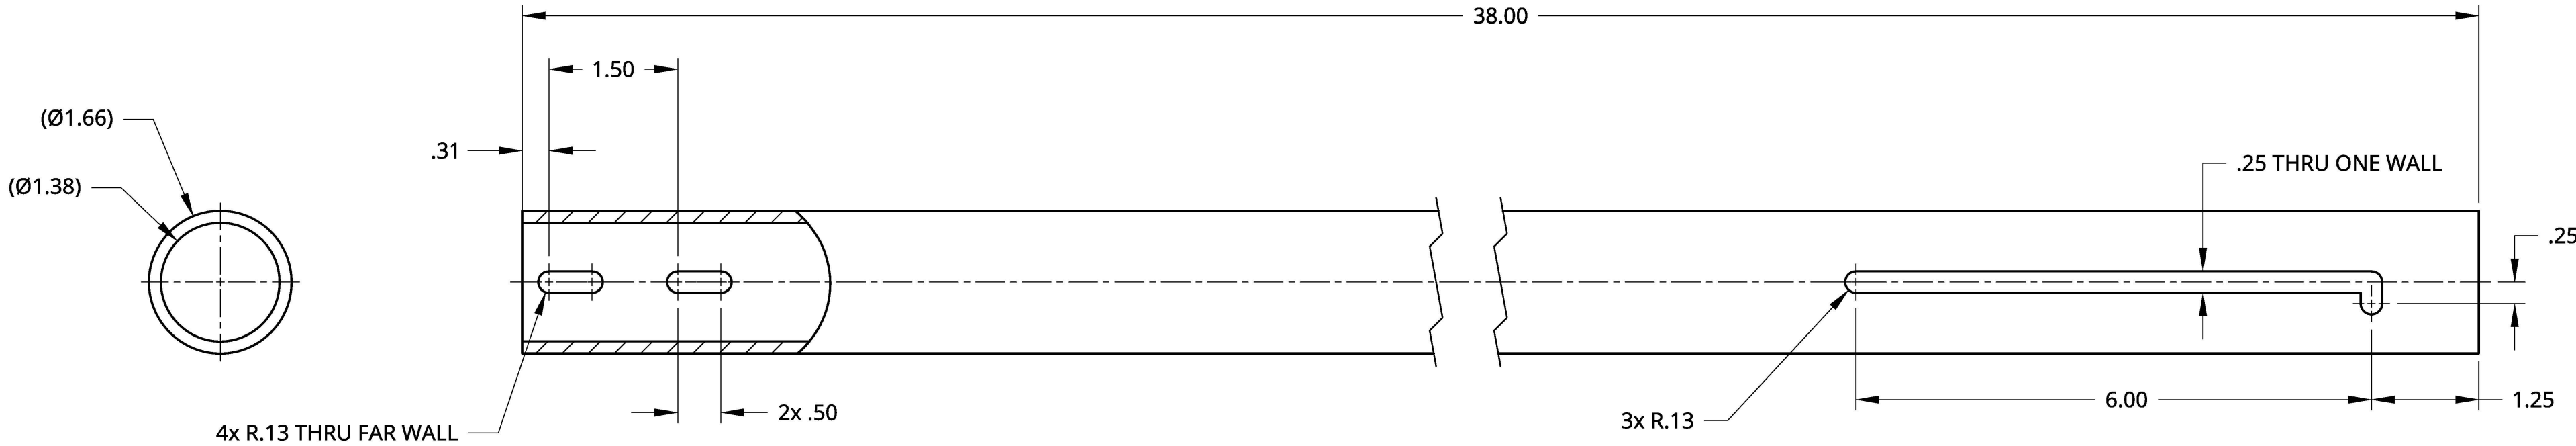 38.00
1.50
(Ø1.66)
.31
.25 THRU ONE WALL
(Ø1.38)
.25
6.00
1.25
2x .50
3x R.13
4x R.13 THRU FAR WALL